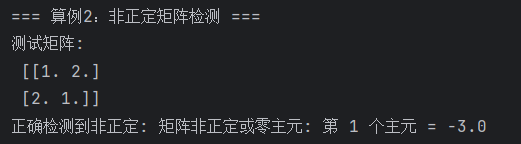 === 算例2：非正定矩阵检测 ===
测试矩阵:
[[1. 2.]
[2. 1.]]
正确检测到非正定: 矩阵非正定或零主元: 第 1 个主元 = -3.0